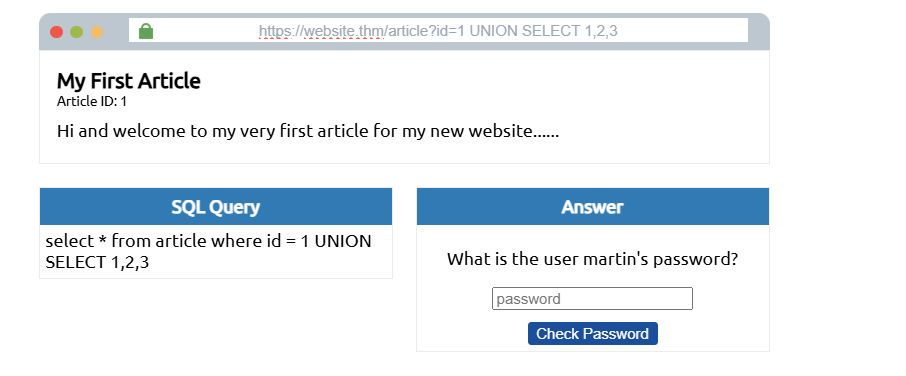 https://website.thm/article?id=1 UNION SELECT 1,2,3
My First Article
Article ID: 1
Hi and welcome to my very first article for my new website......
SQL Query
select * from article where id = 1 UNION
SELECT 1,2,3
Answer
What is the user martin's password?
password
Check Password